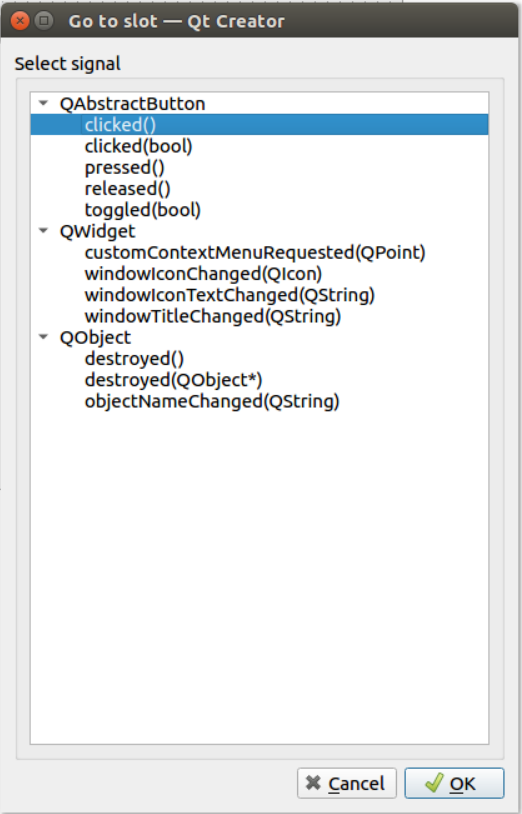 Go to slot — Qt Creator
Select signal
QAbstractButton
clicked()
clicked(bool)
pressed()
released()
toggled(bool)
QWidget
customContextMenuRequested(QPoint)
windowIconChanged(QIcon)
windowIconTextChanged(QString)
windowTitleChanged(QString)
QObject
destroyed()
destroyed(QObject*)
objectNameChanged(QString)
Cancel OK